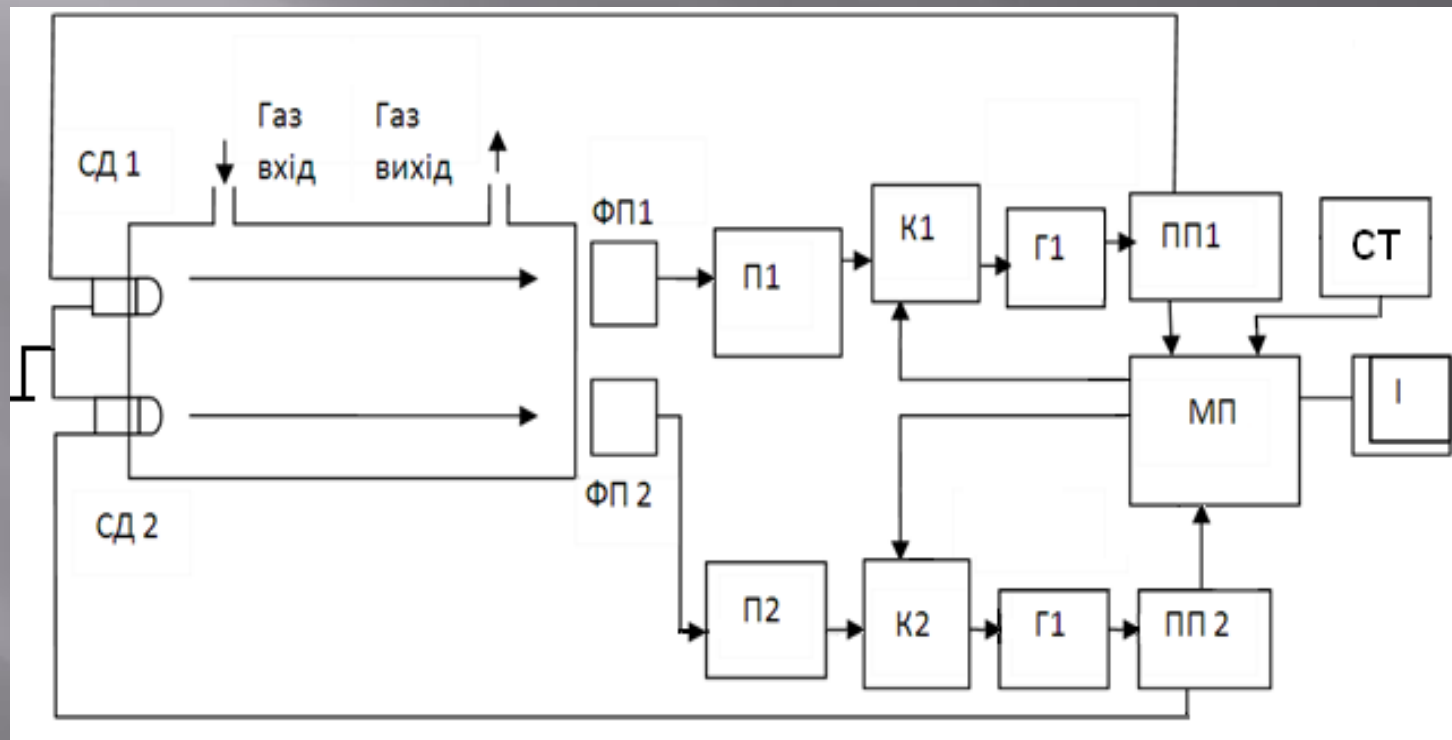 Газ
вхід
Газ
вихід
СД 1
ФП1
П1
К1
Г1
ПП1
СТ
МП
І
ФП 2
СД 2
П2
К2
Г1
ПП 2